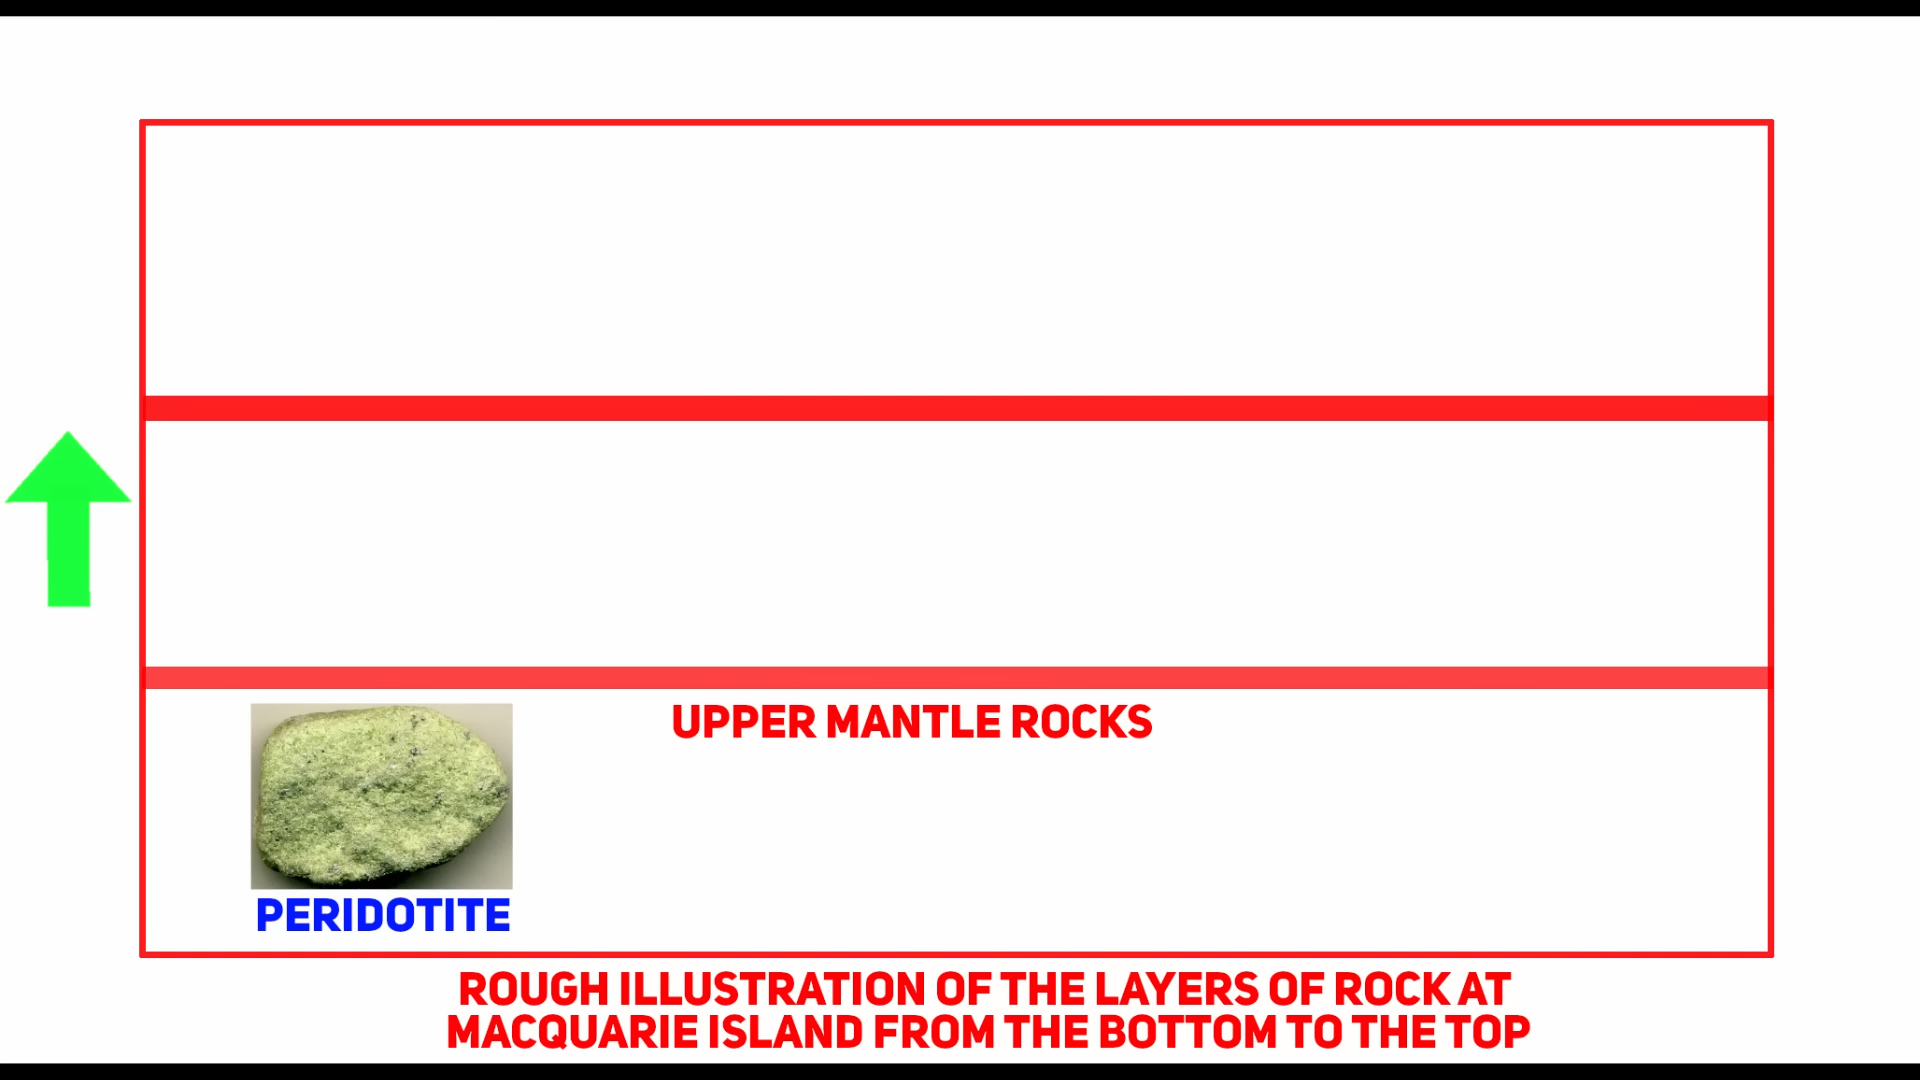 UPPER MANTLE ROCKS
PERIDOTITE
ROUGH ILLUSTRATION OF THE LAYERS OF ROCK AT
MACQUARIE ISLAND FROM THE BOTTOM TO THE TOP